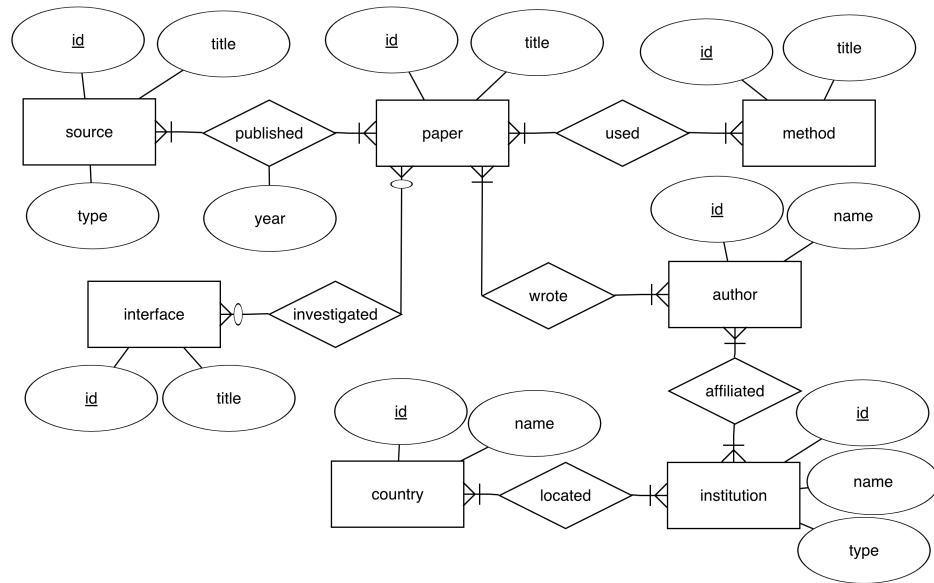 id
title
id
title
id
title
source
published
paper
used
method
type
year
id
name
interface
investigated
wrote
author
id
title
affiliated
id
name
id
name
country
located
institution
type